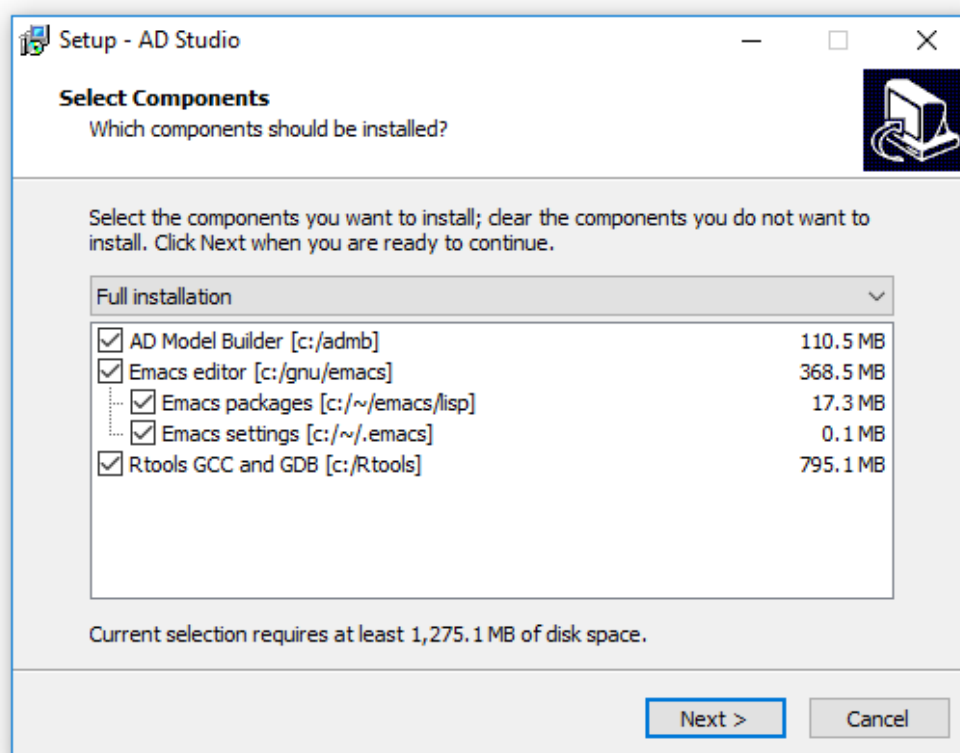 Setup - AD Studio
Select Components
Which components should be installed?
Select the components you want to install; clear the components you do not want to
install. Click Next when you are ready to continue.
Full installation
AD Model Builder [c:/admb] 110.5 MB
Emacs editor [c:/gnu/emacs] 368.5 MB
Emacs packages [c:/~/emacs/lisp] 17.3 MB
Emacs settings [c:/~/.emacs] 0.1 MB
Rtools GCC and GDB [c:/Rtools] 795.1 MB
Current selection requires at least 1,275.1 MB of disk space.
Next > Cancel